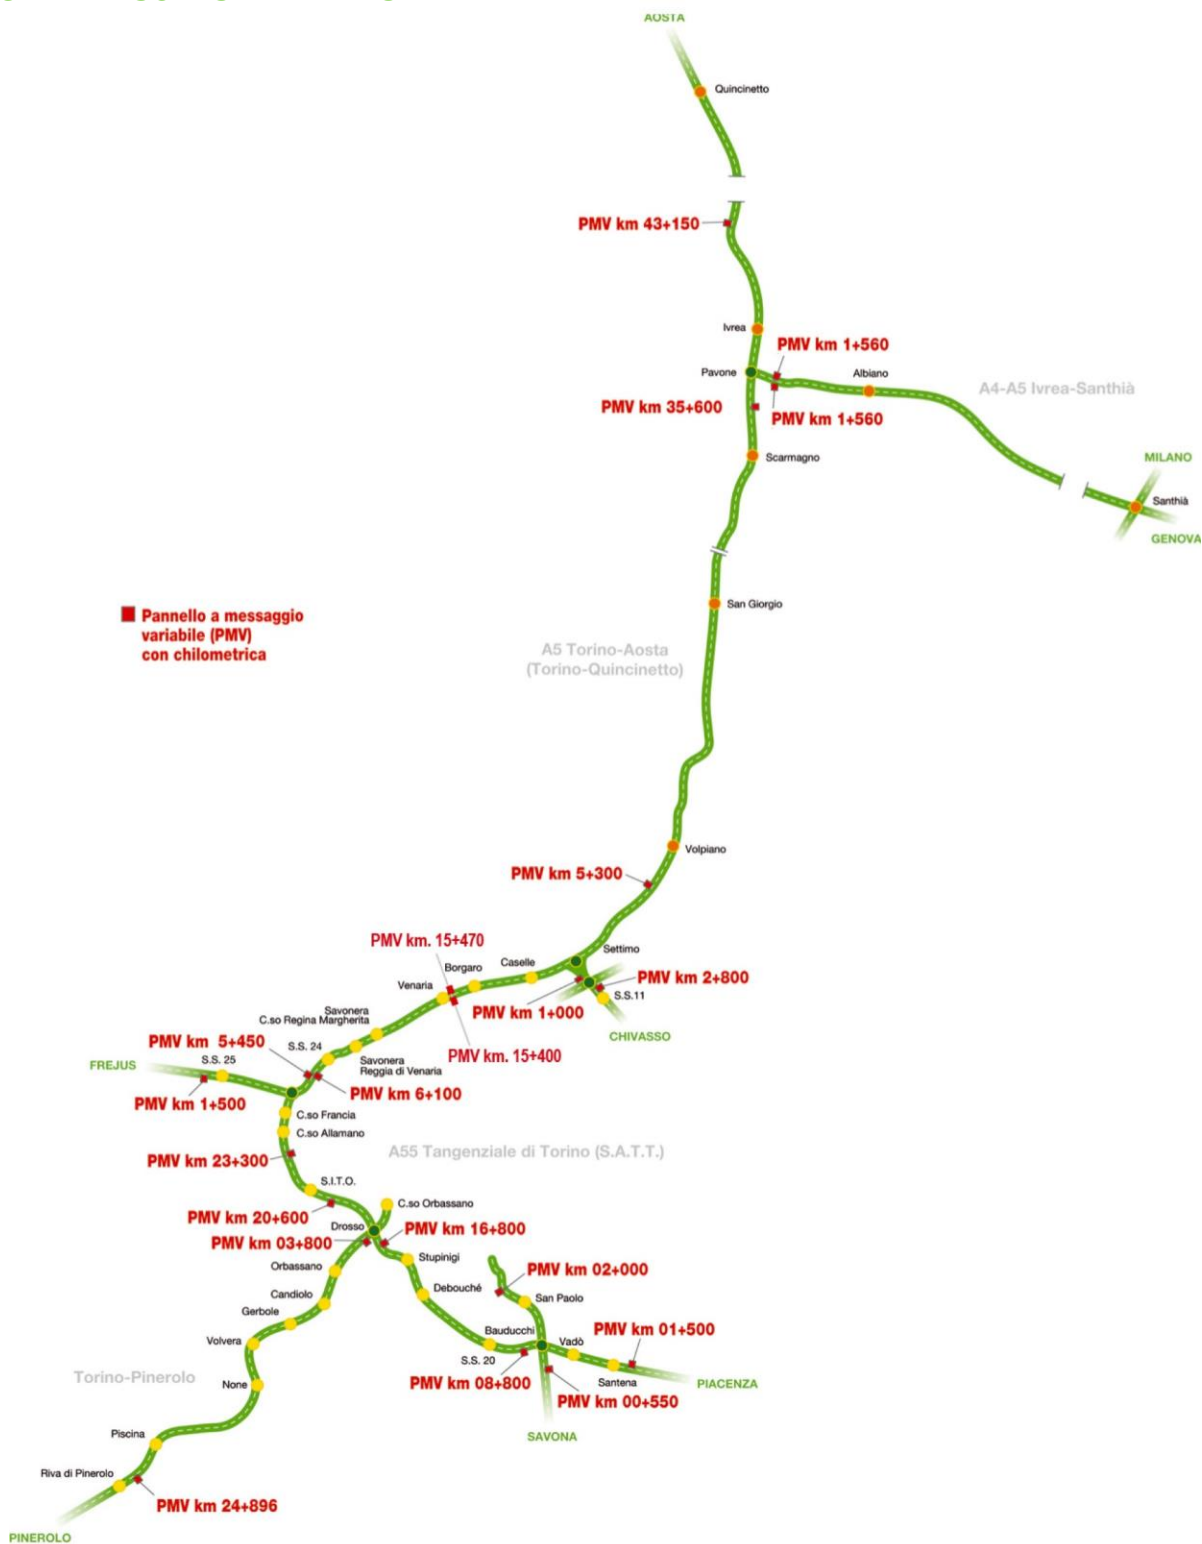 AOSTA
Quincinetto
PMV km 43+150
Ivrea
PMV km 1+560
Pavone
Albiano
A4-A5 Ivrea-Santhià
PMV km 35+600
PMV km 1+560
Scarmagno
MILANO
Santhià
GENOVA
San Giorgio
Pannello a messaggio
variabile (PMV)
con chilometrica
A5 Torino-Aosta
(Torino-Quincinetto)
Volpiano
PMV km 5+300
PMV km. 15+470
Settimo
Caselle
Borgaro
Venaria
PMV km 2+800
S.S.11
PMV km 1+000
CHIVASSO
Savonera
C.so Regina Margherita
PMV km 5+450
S.S. 24
PMV km. 15+400
Savonera
Reggia di Venaria
FREJUS
S.S. 25
PMV km 6+100
PMV km 1+500
C.so Francia
C.so Allamano
A55 Tangenziale di Torino (S.A.T.T.)
PMV km 23+300
S.I.T.O.
C.so Orbassano
PMV km 20+600
Drosso
PMV km 16+800
PMV km 03+800
Stupinigi
Orbassano
PMV km 02+000
Debouché
Candiolo
San Paolo
Gerbole
Bauducchi
PMV km 01+500
Volvera
Vadò
S.S. 20
Torino-Pinerolo
None
PMV km 08+800
Santena
PIACENZA
PMV km 00+550
Piscina
SAVONA
Riva di Pinerolo
PMV km 24+896
PINEROLO